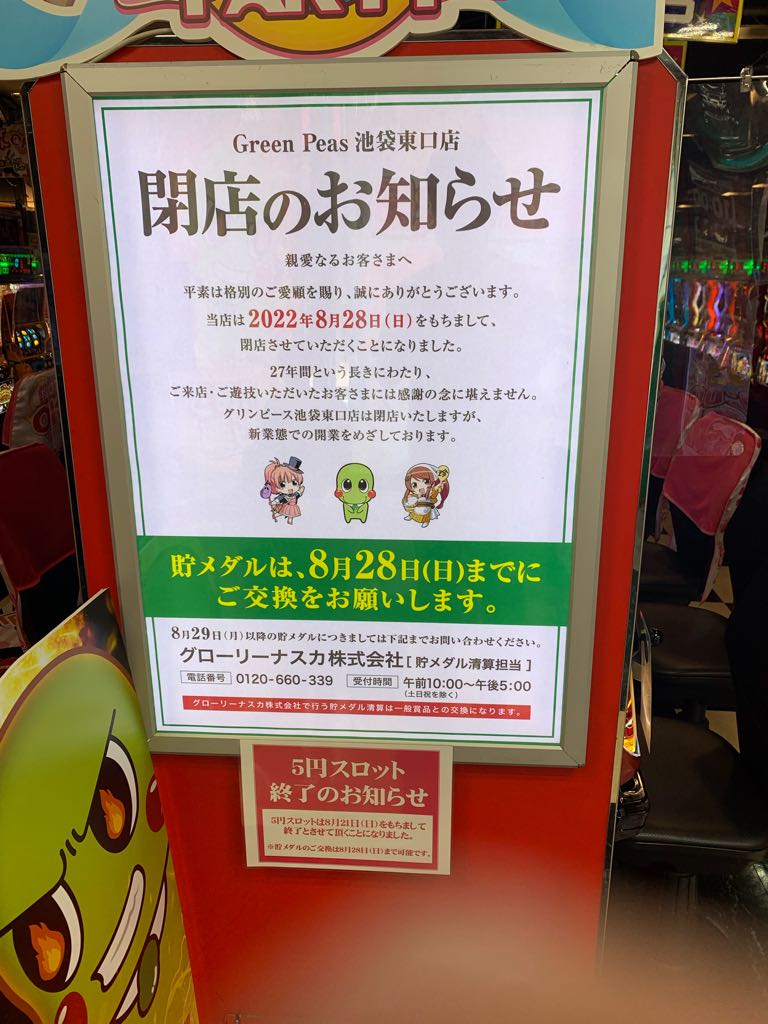 PARTY
Green Peas 池袋東口店
閉店のお知らせ
親愛なるお客さまへ
平素は格別のご愛顧を賜り、誠にありがとうございます。
当店は2022年8月28日(日)をもちまして、
閉店させていただくことになりました。
27年間という長きにわたり、
ご来店・ご遊技いただいたお客さまには感謝の念に堪えません。
グリンピース池袋東口店は閉店いたしますが、
新業態での開業をめざしております。
貯メダルは、8月28日(日)までに
ご交換をお願いします。
8月29日(月)以降の貯メダルにつきましては下記までお問い合わせください。
グローリーナスカ株式会社[貯メダル清算担当]
電話番号 0120-660-339 受付時間 午前10:00〜午後5:00
(土日祝を除く)
グローリーナスカ株式会社で行う貯メダル清算は一般賞品との交換になります。
5円スロット
終了のお知らせ
5円スロットは8月21日(日)をもちまして
終了とさせて頂くことになりました。
※貯メダルのご交換は8月28日(日)まで可能です。